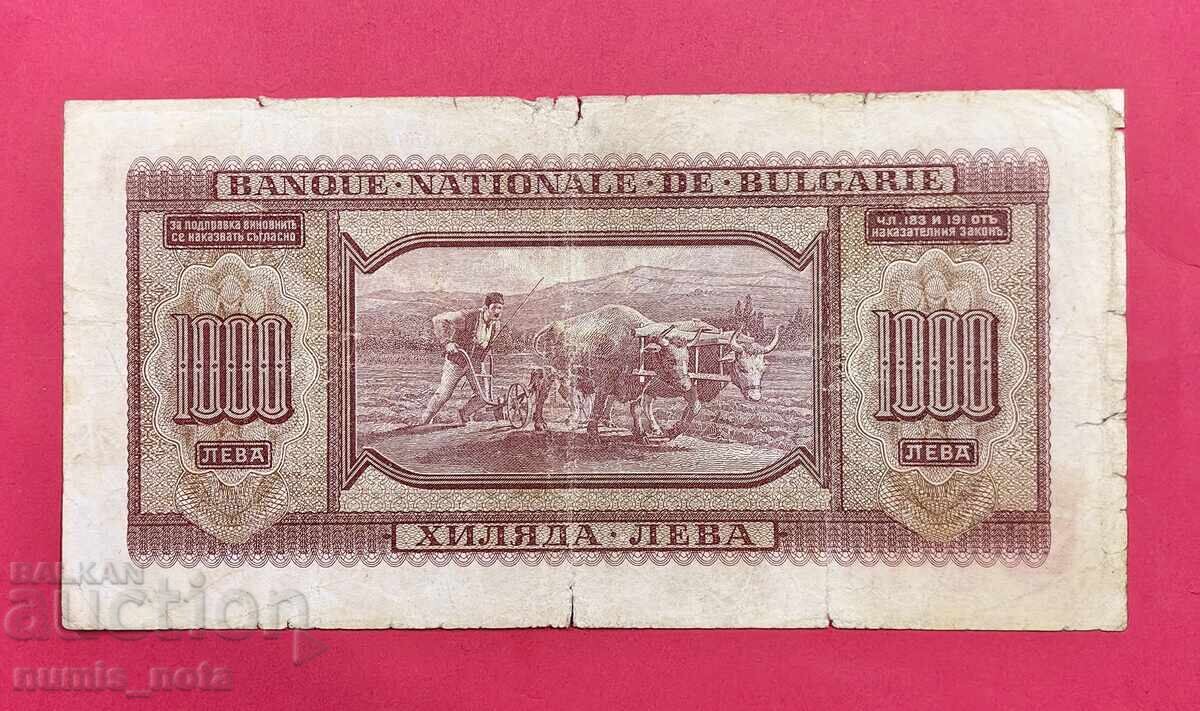 BANQUE · NATIONALE · DE · BULGARIE
ЗА ПОДПРАВКА ВИНОВНИТѢ
СЕ НАКАЗВАТЪ СЪГЛАСНО
ЧЛ. 183 И 191 ОТЪ
НАКАЗАТЕЛНИЯ ЗАКОНЪ.
1000
1000
ЛЕВА
ЛЕВА
ХИЛЯДА · ЛЕВА
BALKAN
auction
numis_nota